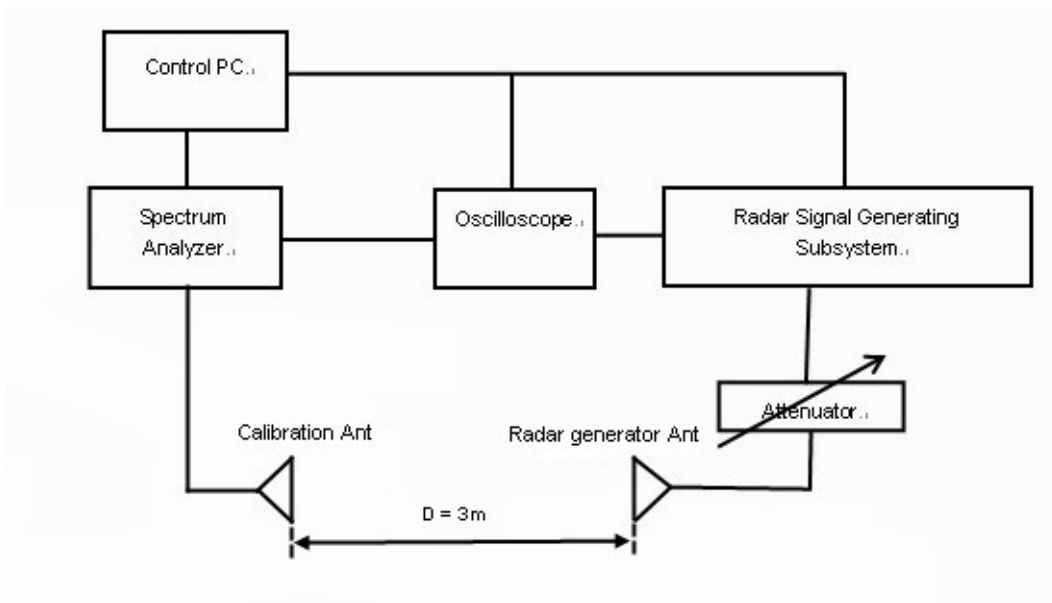 Control PC.
Spectrum
Analyzer.
Oscilloscope.
Radar Signal Generating
Subsystem.
Attenuator.
Calibration Ant
Radar generator Ant
D = 3m